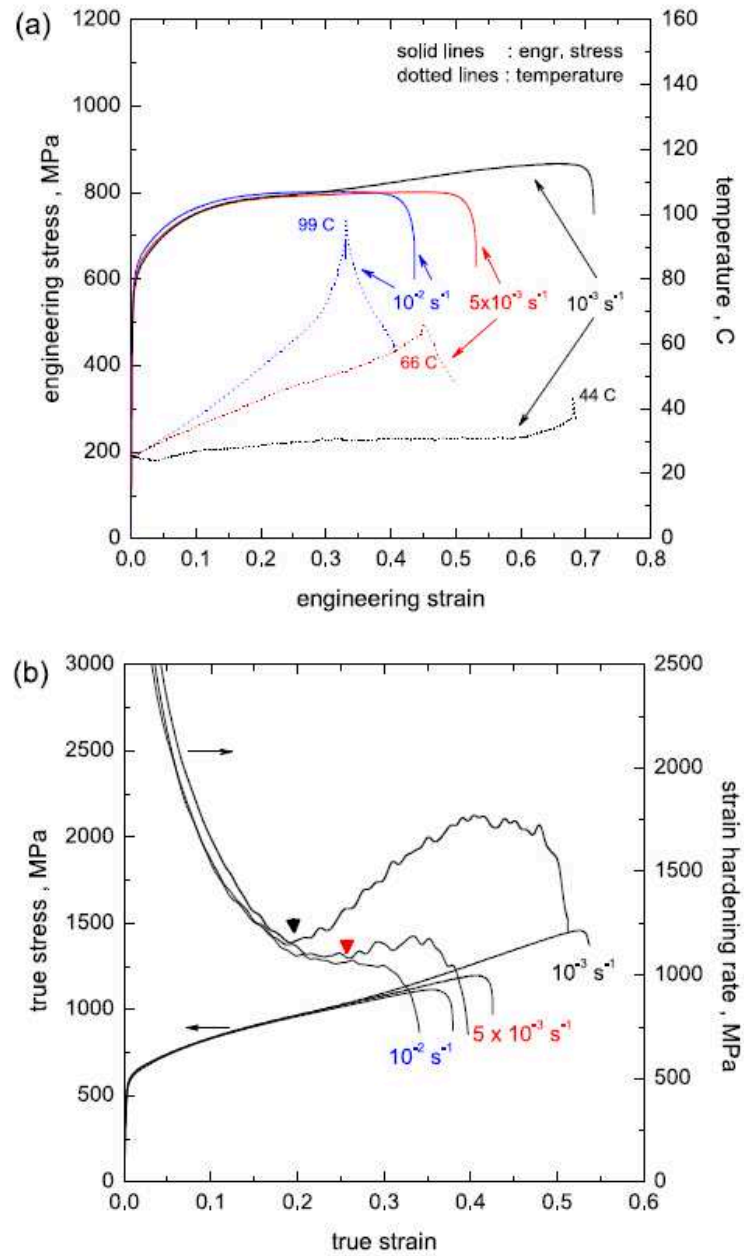 (a)
1200
1000
800
600
400
200
0
engineering stress , MPa
160
140
120
100
80
60
40
20
0
temperature , C
solid lines : engr. stress
dotted lines : temperature
99 C
10⁻² s⁻¹
5x10⁻³ s⁻¹
10⁻³ s⁻¹
66 C
44 C
0.0 0.1 0.2 0.3 0.4 0.5 0.6 0.7 0.8
engineering strain
(b)
3000
2500
2000
1500
1000
500
0
true stress , MPa
2500
2000
1500
1000
500
0
strain hardening rate , MPa
10⁻³ s⁻¹
5 x 10⁻³ s⁻¹
10⁻² s⁻¹
0.0 0.1 0.2 0.3 0.4 0.5 0.6
true strain